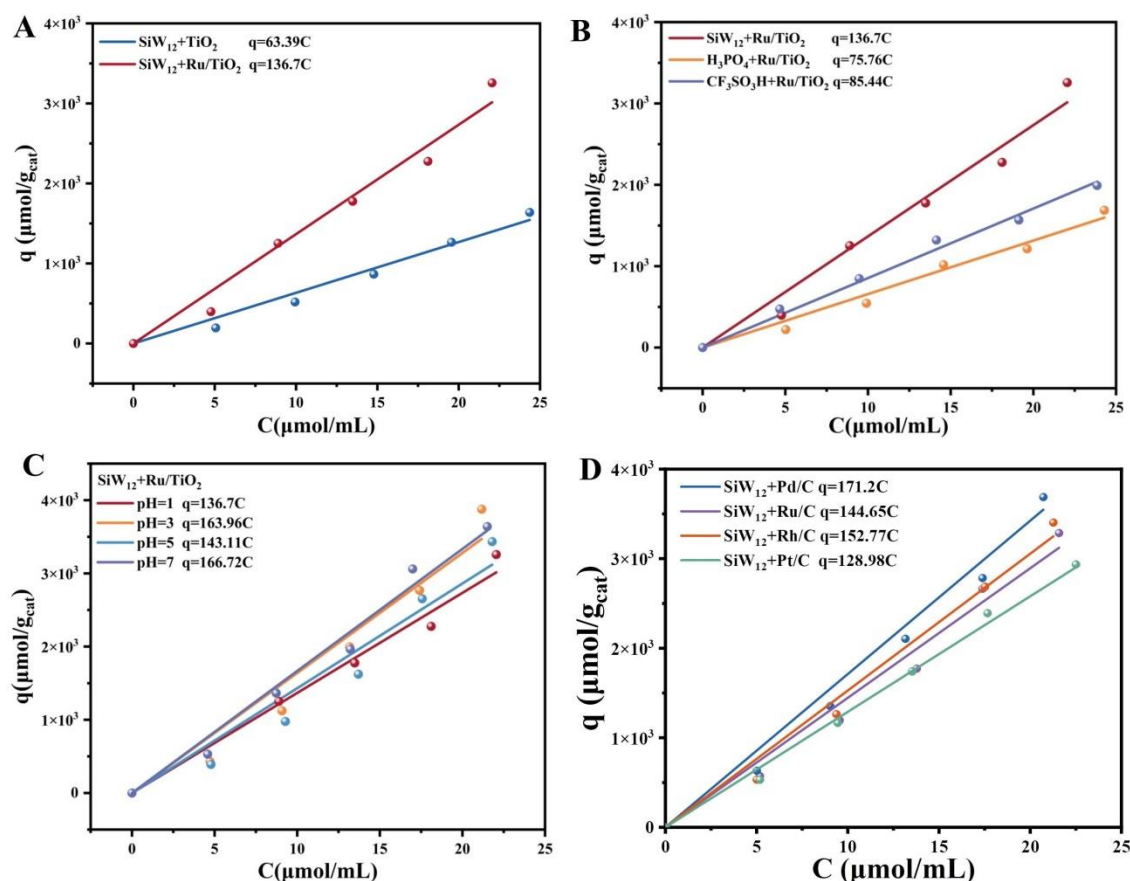 A
4×10³
3×10³
2×10³
1×10³
0
q (μmol/gcat)
SiW₁₂+TiO₂ q=63.39C
SiW₁₂+Ru/TiO₂ q=136.7C
0 5 10 15 20 25
C(μmol/mL)
B
4×10³
3×10³
2×10³
1×10³
0
q (μmol/gcat)
SiW₁₂+Ru/TiO₂ q=136.7C
H₃PO₄+Ru/TiO₂ q=75.76C
CF₃SO₃H+Ru/TiO₂ q=85.44C
0 5 10 15 20 25
C(μmol/mL)
C
4×10³
3×10³
2×10³
1×10³
0
q(μmol/gcat)
SiW₁₂+Ru/TiO₂
pH=1 q=136.7C
pH=3 q=163.96C
pH=5 q=143.11C
pH=7 q=166.72C
0 5 10 15 20 25
C(μmol/mL)
D
4×10³
3×10³
2×10³
1×10³
0
q (μmol/gcat)
SiW₁₂+Pd/C q=171.2C
SiW₁₂+Ru/C q=144.65C
SiW₁₂+Rh/C q=152.77C
SiW₁₂+Pt/C q=128.98C
0 5 10 15 20 25
C (μmol/mL)